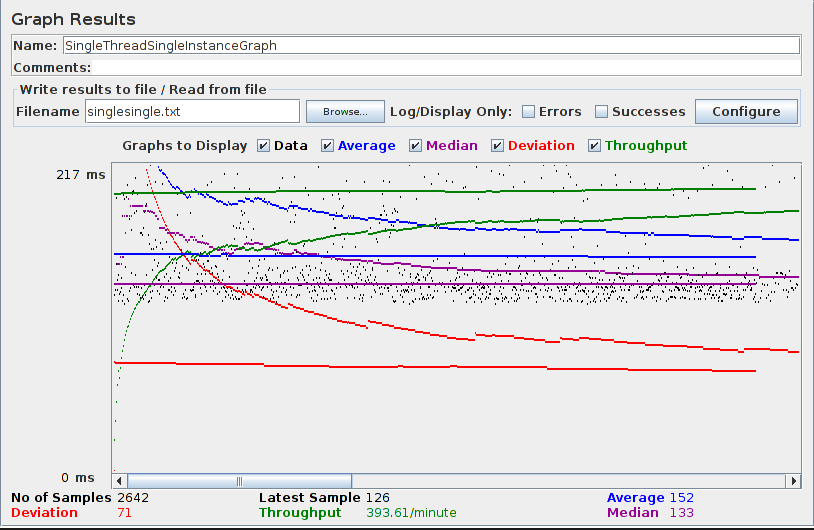 Graph Results
Name: SingleThreadSingleInstanceGraph
Comments:
Write results to file / Read from file
Filename singlesingle.txt Browse... Log/Display Only: Errors Successes Configure
Graphs to Display Data Average Median Deviation Throughput
217 ms
0 ms
No of Samples 2642 Latest Sample 126 Average 152
Deviation 71 Throughput 393.61/minute Median 133